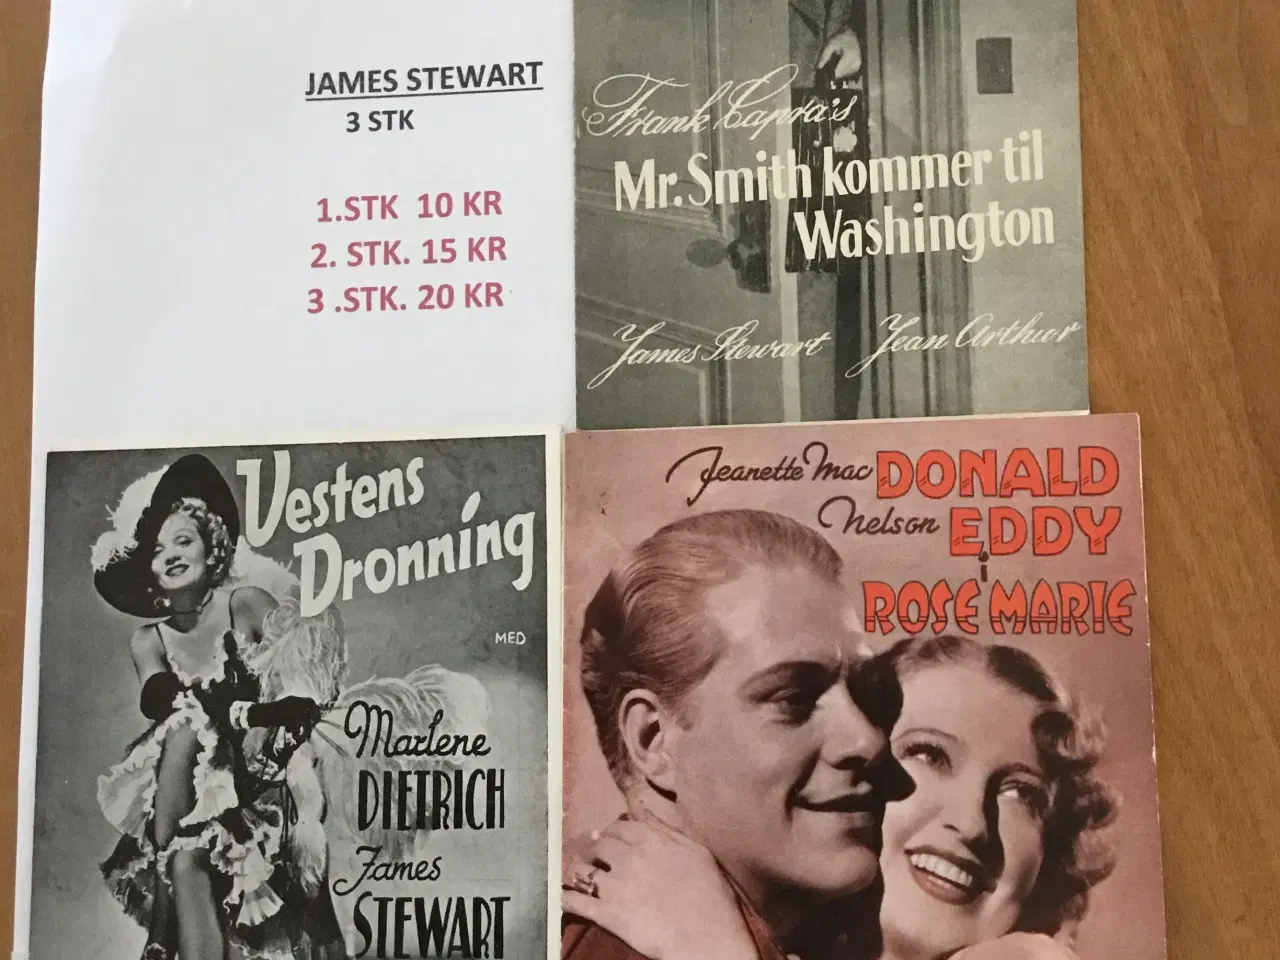 JAMES STEWART
3 STK
1.STK 10 KR
2. STK. 15 KR
3 .STK. 20 KR
Frank Capra's
Mr. Smith kommer til
Washington
James Stewart Jean Arthur
Vestens
Dronning
MED
Marlene
DIETRICH
James
STEWART
Jeanette Mac DONALD
Nelson EDDY
i
ROSE MARIE